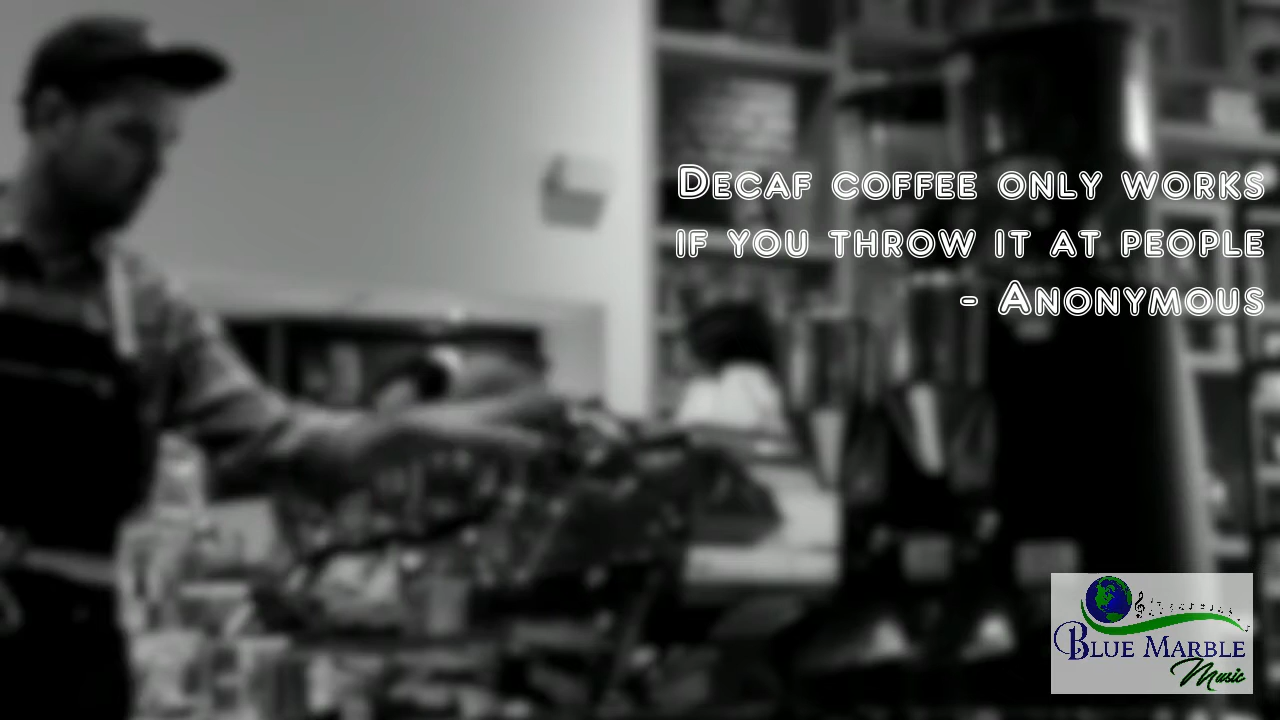 Decaf coffee only works
if you throw it at people
- Anonymous
Blue Marble
Music